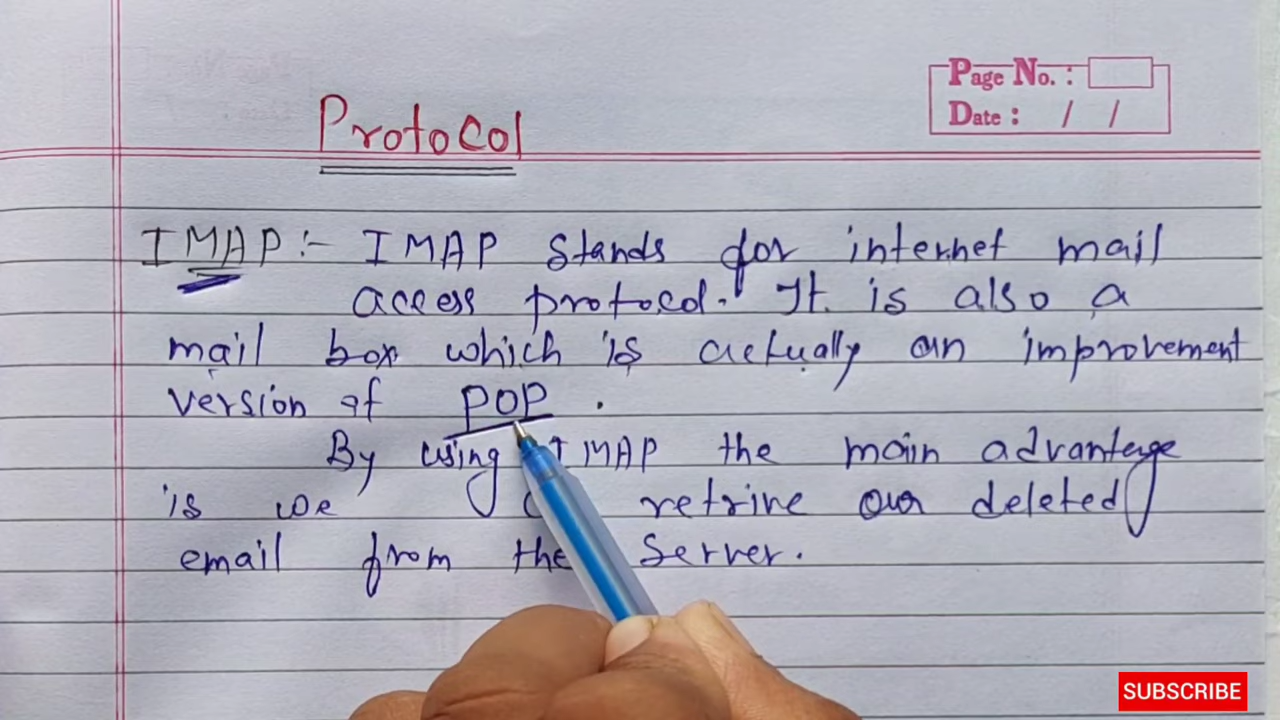 Page No. :
Date : / /
Protocol
IMAP :- IMAP stands for internet mail
access protocol. It is also a
mail box which is actually an improvement
version of POP .
By using IMAP the main advantage
is we retrive our deleted
email from the server.
SUBSCRIBE